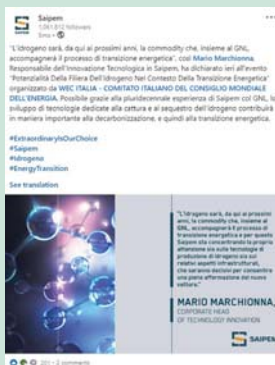 Saipem
1,061,812 followers
5mo •
"L'idrogeno sarà, da qui ai prossimi anni, la commodity che, insieme al GNL,
accompagnerà il processo di transizione energetica". così Mario Marchionna,
Responsabile dell'Innovazione Tecnologica in Saipem, ha dichiarato ieri all'evento
"Potenzialità Della Filiera Dell'Idrogeno Nel Contesto Della Transizione Energetica"
organizzato da WEC ITALIA - COMITATO ITALIANO DEL CONSIGLIO MONDIALE
DELL'ENERGIA. Possibile grazie alla pluridecennale esperienza di Saipem col GNL, lo
sviluppo di tecnologie dedicate alla cattura e al sequestro dell'idrogeno contribuirà
in maniera importante alla decarbonizzazione, e quindi alla transizione energetica.
#ExtraordinaryIsOurChoice
#Saipem
#Idrogeno
#EnergyTransition
See translation
"L'idrogeno sarà, da qui ai prossimi
anni, la commodity che, insieme al
GNL, accompagnerà il processo di
transizione energetica e per questo
Saipem sta concentrando la propria
attenzione sia sulle tecnologie di
produzione di idrogeno sia sui
relativi aspetti infrastrutturali,
che saranno decisivi per consentire
una piena affermazione del nuovo
vettore."
MARIO MARCHIONNA,
CORPORATE HEAD
OF TECHNOLOGY INNOVATION
SAIPEM
201 • 2 comments